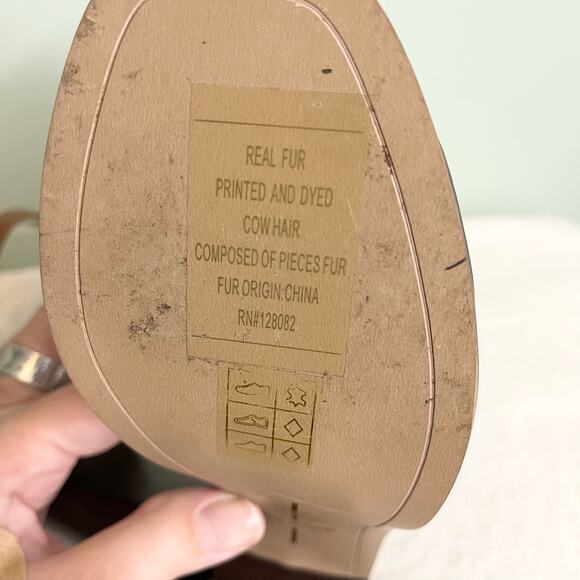 REAL FUR
PRINTED AND DYED
COW HAIR
COMPOSED OF PIECES FUR
FUR ORIGIN:CHINA
RN#128082